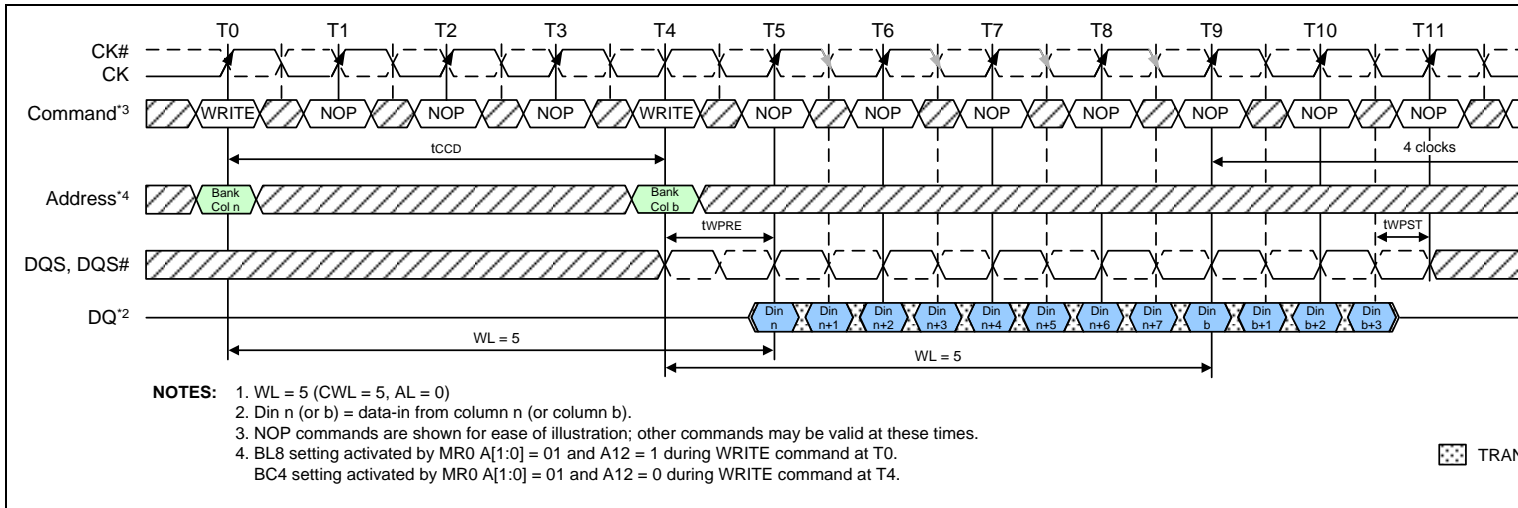 T0 T1 T2 T3 T4 T5 T6 T7 T8 T9 T10 T11
CK#
CK
Command*3 WRITE NOP NOP NOP WRITE NOP NOP NOP NOP NOP NOP NOP
tCCD 4 clocks
Address*4 Bank Col n Bank Col b
tWPRE tWPST
DQS, DQS#
DQ*2 Din n Din n+1 Din n+2 Din n+3 Din n+4 Din n+5 Din n+6 Din n+7 Din b Din b+1 Din b+2 Din b+3
WL = 5 WL = 5
NOTES: 1. WL = 5 (CWL = 5, AL = 0)
2. Din n (or b) = data-in from column n (or column b).
3. NOP commands are shown for ease of illustration; other commands may be valid at these times.
4. BL8 setting activated by MR0 A[1:0] = 01 and A12 = 1 during WRITE command at T0.
BC4 setting activated by MR0 A[1:0] = 01 and A12 = 0 during WRITE command at T4.
TRAN